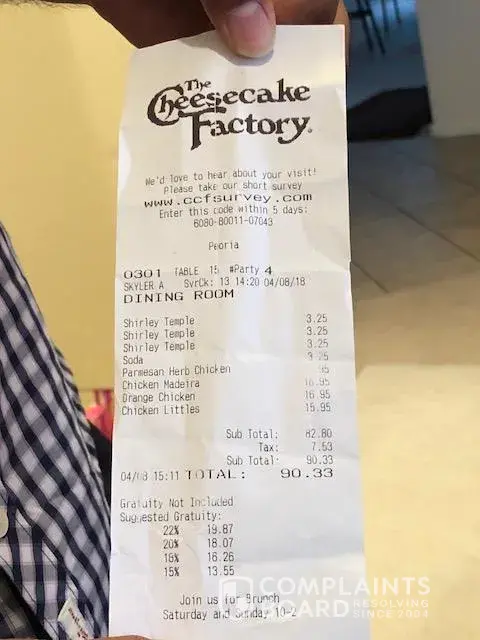 The
Cheesecake
Factory®
We'd love to hear about your visit!
Please take our short survey
www.ccfsurvey.com
Enter this code within 5 days:
6080-80011-07043
Peoria
0301 TABLE 15 #Party 4
SKYLER A SvrCk: 13 14:20 04/08/18
DINING ROOM
Shirley Temple 3.25
Shirley Temple 3.25
Shirley Temple 3.25
Soda 3.25
Parmesan Herb Chicken
Chicken Madeira
Orange Chicken 16.95
Chicken Littles 15.95
Sub Total: 82.80
Tax: 7.53
Sub Total: 90.33
04/08 15:11 TOTAL: 90.33
Gratuity Not Included
Suggested Gratuity:
22% 19.87
20% 18.07
18% 16.26
15% 13.55
Join us for Brunch
Saturday and Sunday 10-2
COMPLAINTS
BOARD RESOLVING SINCE 2004